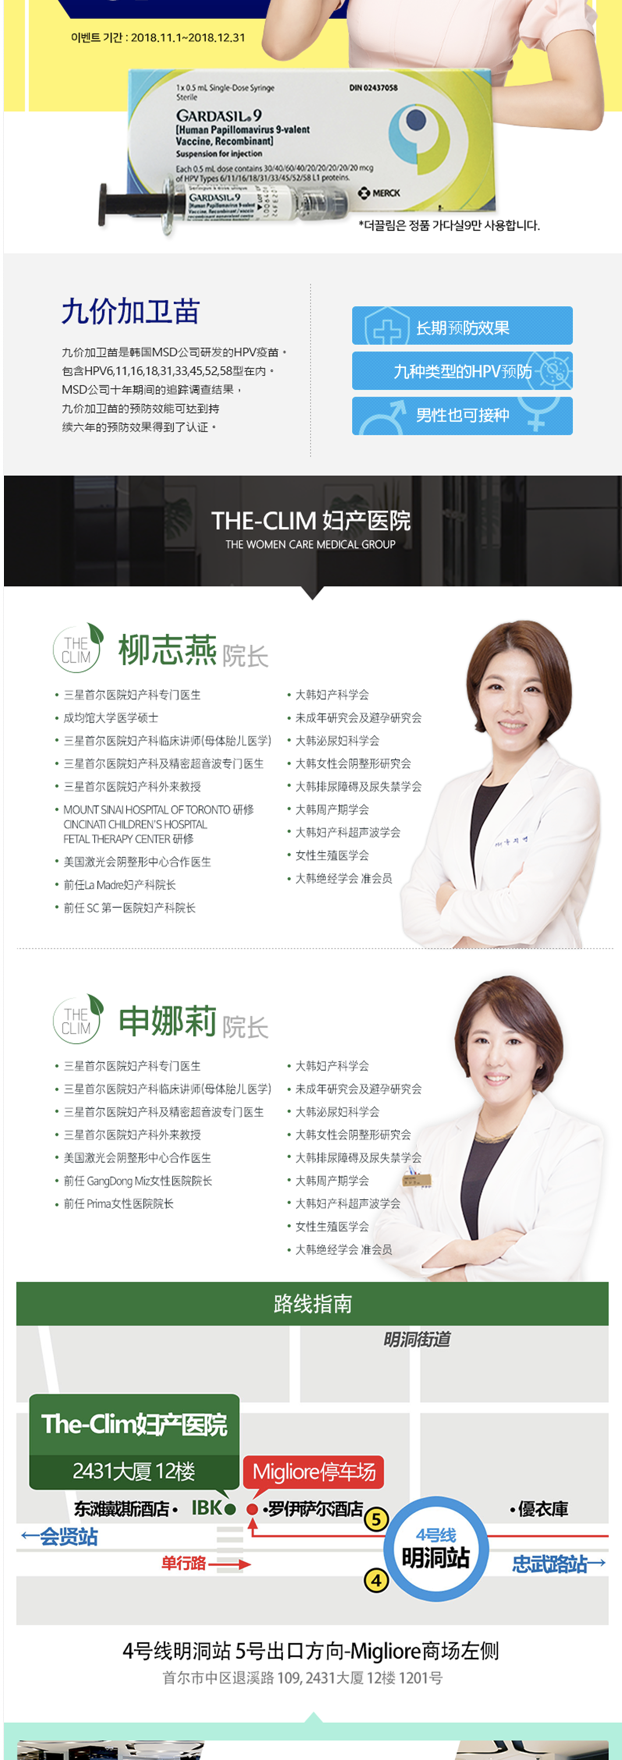 이벤트 기간 : 2018.11.1~2018.12.31
1 x 0.5 mL Single-Dose Syringe
Sterile
DIN 02437058
GARDASIL®9
[Human Papillomavirus 9-valent
Vaccine, Recombinant]
Suspension for injection
Each 0.5 mL dose contains 30/40/60/40/20/20/20/20/20 mcg
of HPV Types 6/11/16/18/31/33/45/52/58 L1 proteins.
MERCK
GARDASIL®9
*더끌림은 정품 가다실9만 사용합니다.
九价加卫苗
九价加卫苗是韩国MSD公司研发的HPV疫苗。
包含HPV6,11,16,18,31,33,45,52,58型在内。
MSD公司十年期间的追踪调查结果，
九价加卫苗的预防效能可达到持
续六年的预防效果得到了认证。
长期预防效果
九种类型的HPV预防
男性也可接种
THE-CLIM 妇产医院
THE WOMEN CARE MEDICAL GROUP
THE
CLIM
柳志燕 院长
• 三星首尔医院妇产科专门医生
• 成均馆大学医学硕士
• 三星首尔医院妇产科临床讲师(母体胎儿医学)
• 三星首尔医院妇产科及精密超音波专门医生
• 三星首尔医院妇产科外来教授
• MOUNT SINAI HOSPITAL OF TORONTO 研修
CINCINATI CHILDREN'S HOSPITAL
FETAL THERAPY CENTER 研修
• 美国激光会阴整形中心合作医生
• 前任La Madre妇产科院长
• 前任 SC 第一医院妇产科院长
• 大韩妇产科学会
• 未成年研究会及避孕研究会
• 大韩泌尿妇科学会
• 大韩女性会阴整形研究会
• 大韩排尿障碍及尿失禁学会
• 大韩周产期学会
• 大韩妇产科超声波学会
• 女性生殖医学会
• 大韩绝经学会 准会员
THE
CLIM
申娜莉 院长
• 三星首尔医院妇产科专门医生
• 三星首尔医院妇产科临床讲师(母体胎儿医学)
• 三星首尔医院妇产科及精密超音波专门医生
• 三星首尔医院妇产科外来教授
• 美国激光会阴整形中心合作医生
• 前任 GangDong Miz女性医院院长
• 前任 Prima女性医院院长
• 大韩妇产科学会
• 未成年研究会及避孕研究会
• 大韩泌尿妇科学会
• 大韩女性会阴整形研究会
• 大韩排尿障碍及尿失禁学会
• 大韩周产期学会
• 大韩妇产科超声波学会
• 女性生殖医学会
• 大韩绝经学会 准会员
路线指南
明洞街道
The-Clim妇产医院
2431大厦 12楼
Migliore停车场
东滩戴斯酒店 •
IBK
•罗伊萨尔酒店
5
• 優衣庫
←会贤站
4号线
明洞站
单行路
4
忠武路站→
4号线明洞站 5号出口方向-Migliore商场左侧
首尔市中区退溪路 109, 2431大厦 12楼 1201号